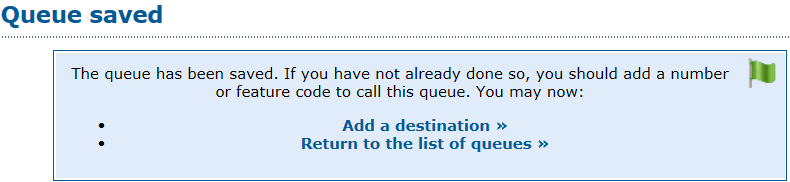 Queue saved
The queue has been saved. If you have not already done so, you should add a number
or feature code to call this queue. You may now:
• Add a destination »
• Return to the list of queues »